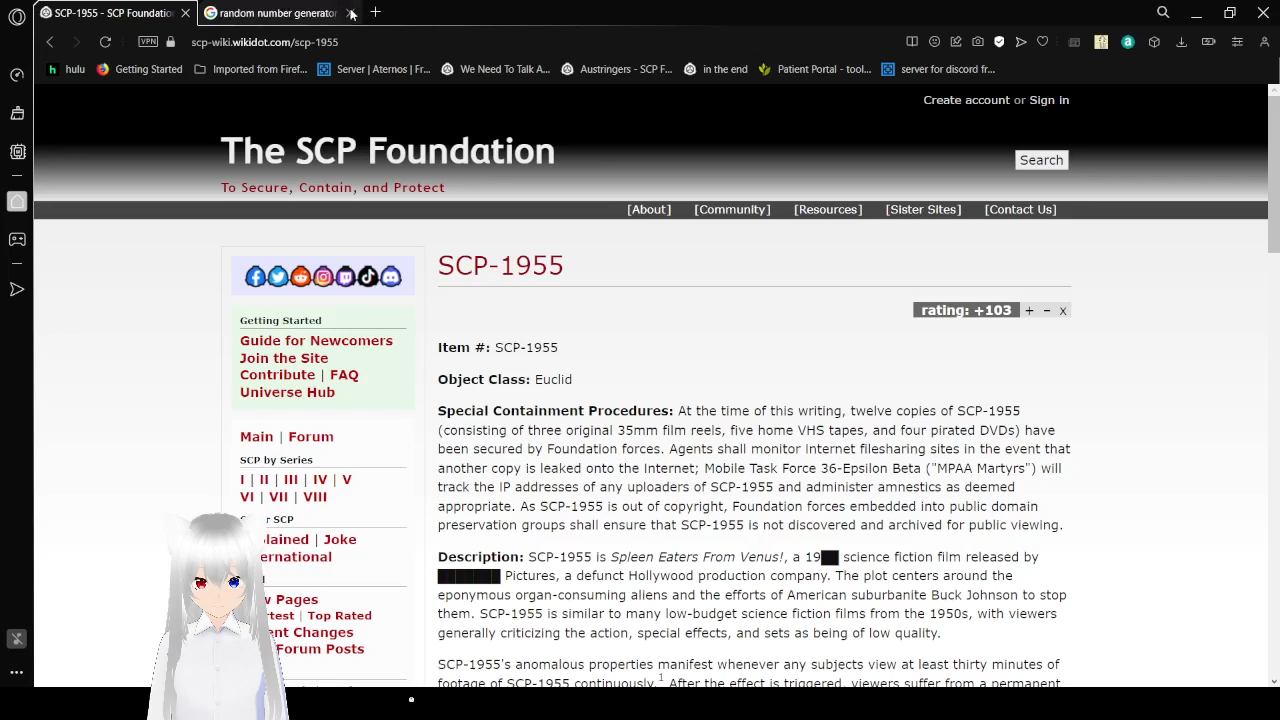 SCP-1955 - SCP Foundation
random number generator
VPN
scp-wiki.wikidot.com/scp-1955
hulu
Getting Started
Imported from Firef...
Server | Aternos | Fr...
We Need To Talk A...
Austringers - SCP F...
in the end
Patient Portal - tool...
server for discord fr...
Create account or Sign in
The SCP Foundation
Search
To Secure, Contain, and Protect
[About] [Community] [Resources] [Sister Sites] [Contact Us]
SCP-1955
rating: +103 + − x
Getting Started
Guide for Newcomers
Join the Site
Contribute | FAQ
Universe Hub
Main | Forum
SCP by Series
I | II | III | IV | V
VI | VII | VIII
SCP
lained | Joke
ernational
w Pages
rtest | Top Rated
ent Changes
Forum Posts
Item #: SCP-1955
Object Class: Euclid
Special Containment Procedures: At the time of this writing, twelve copies of SCP-1955
(consisting of three original 35mm film reels, five home VHS tapes, and four pirated DVDs) have
been secured by Foundation forces. Agents shall monitor internet filesharing sites in the event that
another copy is leaked onto the Internet; Mobile Task Force 36-Epsilon Beta ("MPAA Martyrs") will
track the IP addresses of any uploaders of SCP-1955 and administer amnestics as deemed
appropriate. As SCP-1955 is out of copyright, Foundation forces embedded into public domain
preservation groups shall ensure that SCP-1955 is not discovered and archived for public viewing.
Description: SCP-1955 is Spleen Eaters From Venus!, a 19██ science fiction film released by
███████ Pictures, a defunct Hollywood production company. The plot centers around the
eponymous organ-consuming aliens and the efforts of American suburbanite Buck Johnson to stop
them. SCP-1955 is similar to many low-budget science fiction films from the 1950s, with viewers
generally criticizing the action, special effects, and sets as being of low quality.
SCP-1955's anomalous properties manifest whenever any subjects view at least thirty minutes of
footage of SCP-1955 continuously.1 After the effect is triggered, viewers suffer from a permanent